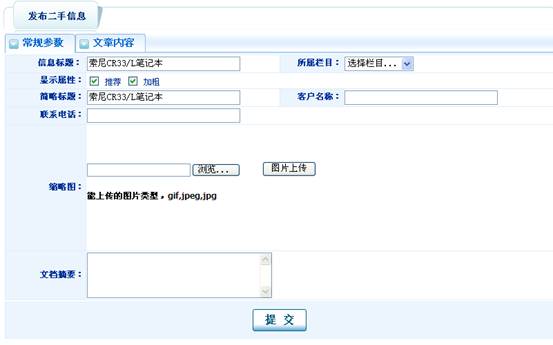 发布二手信息
常规参数 文章内容
信息标题： 索尼CR33/L笔记本 所属栏目： 选择栏目...
显示属性： 推荐 加粗
简略标题： 索尼CR33/L笔记本 客户名称：
联系电话：
浏览... 图片上传
缩略图：
能上传的图片类型，gif,jpeg,jpg
文档摘要：
提 交